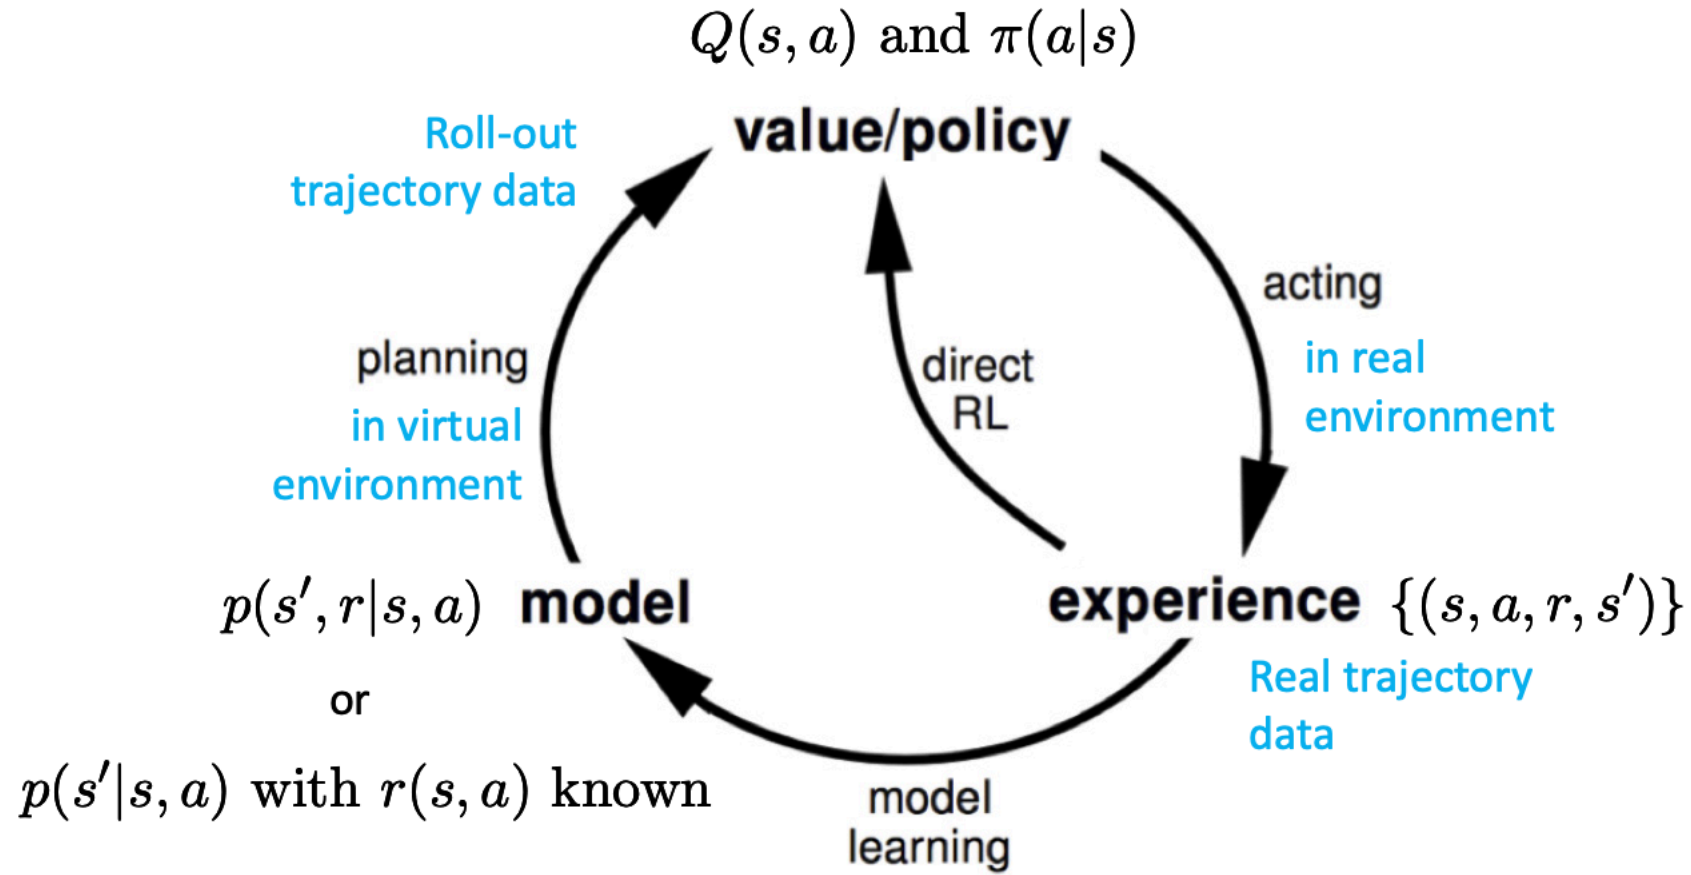 Q(s, a) and π(a|s)
value/policy
Roll-out
trajectory data
acting
in real
environment
direct
RL
planning
in virtual
environment
p(s′, r|s, a) model
experience {(s, a, r, s′)}
Real trajectory
data
or
p(s′|s, a) with r(s, a) known
model
learning